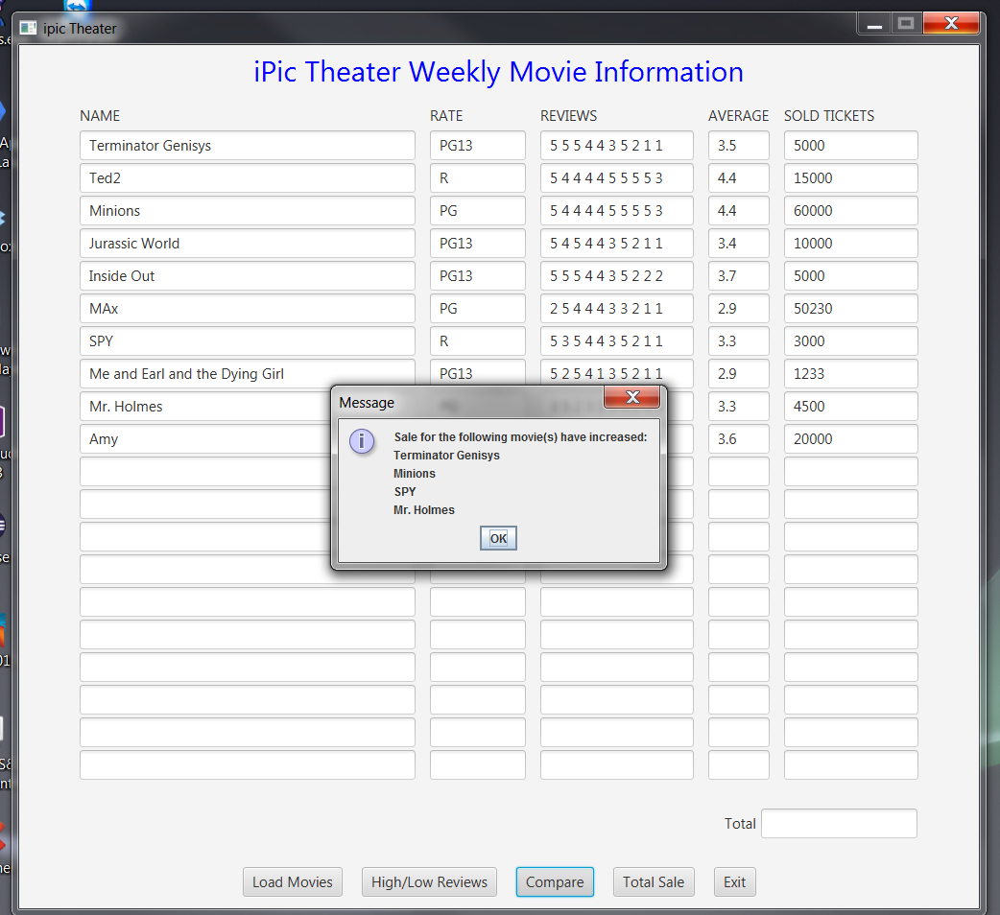 ipic Theater
iPic Theater Weekly Movie Information
NAME RATE REVIEWS AVERAGE SOLD TICKETS
Terminator Genisys PG13 5 5 5 4 4 3 5 2 1 1 3.5 5000
Ted2 R 5 4 4 4 4 5 5 5 5 3 4.4 15000
Minions PG 5 4 4 4 4 5 5 5 5 3 4.4 60000
Jurassic World PG13 5 4 5 4 4 3 5 2 1 1 3.4 10000
Inside Out PG13 5 5 5 4 4 3 5 2 2 2 3.7 5000
MAx PG 2 5 4 4 4 3 3 2 1 1 2.9 50230
SPY R 5 3 5 4 4 3 5 2 1 1 3.3 3000
Me and Earl and the Dying Girl PG13 5 2 5 4 1 3 5 2 1 1 2.9 1233
Mr. Holmes 3.3 4500
Amy 3.6 20000
Message
Sale for the following movie(s) have increased:
Terminator Genisys
Minions
SPY
Mr. Holmes
OK
Total
Load Movies High/Low Reviews Compare Total Sale Exit